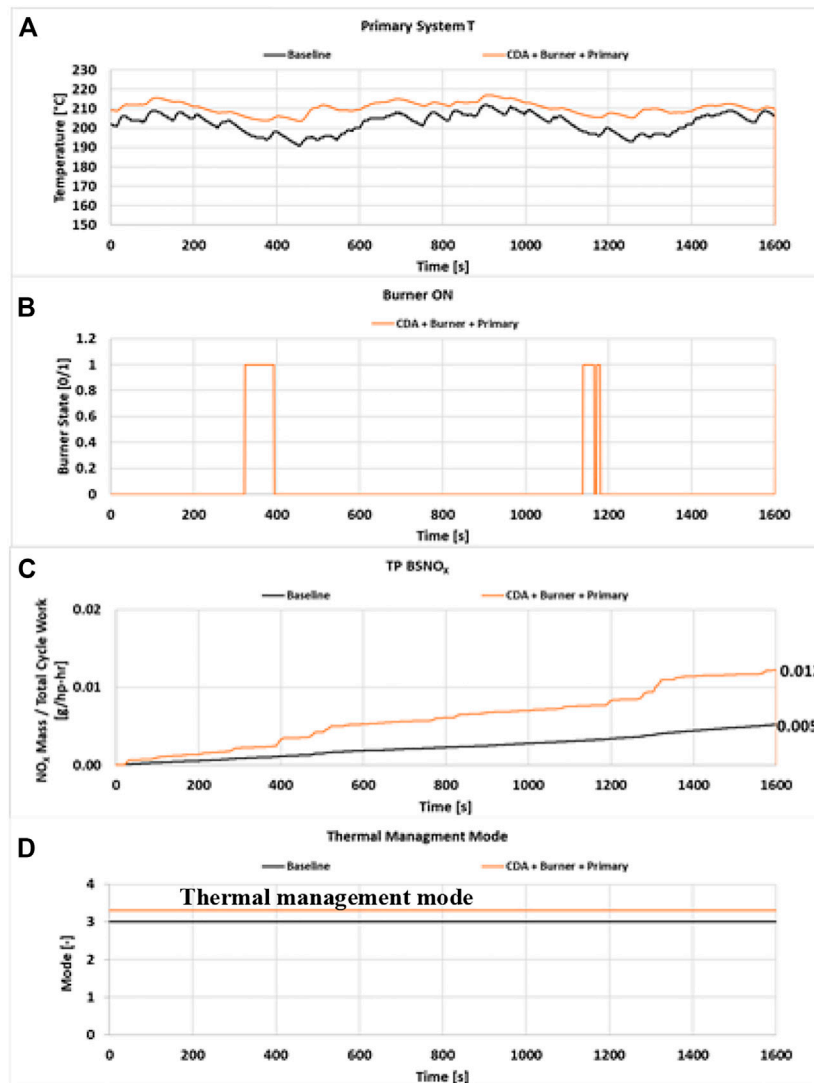 A
Primary System T
Baseline
CDA + Burner + Primary
Temperature [°C]
230
220
210
200
190
180
170
160
150
0 200 400 600 800 1000 1200 1400 1600
Time [s]
B
Burner ON
CDA + Burner + Primary
Burner State [0/1]
1.2
1
0.8
0.6
0.4
0.2
0
0 200 400 600 800 1000 1200 1400 1600
Time [s]
C
TP BSNOx
Baseline
CDA + Burner + Primary
NOx Mass / Total Cycle Work
[g/hp-hr]
0.02
0.01
0.00
0.005
0 200 400 600 800 1000 1200 1400 1600
Time [s]
D
Thermal Managment Mode
Baseline
CDA + Burner + Primary
Thermal management mode
Mode [-]
4
3
2
1
0
0 200 400 600 800 1000 1200 1400 1600
Time [s]